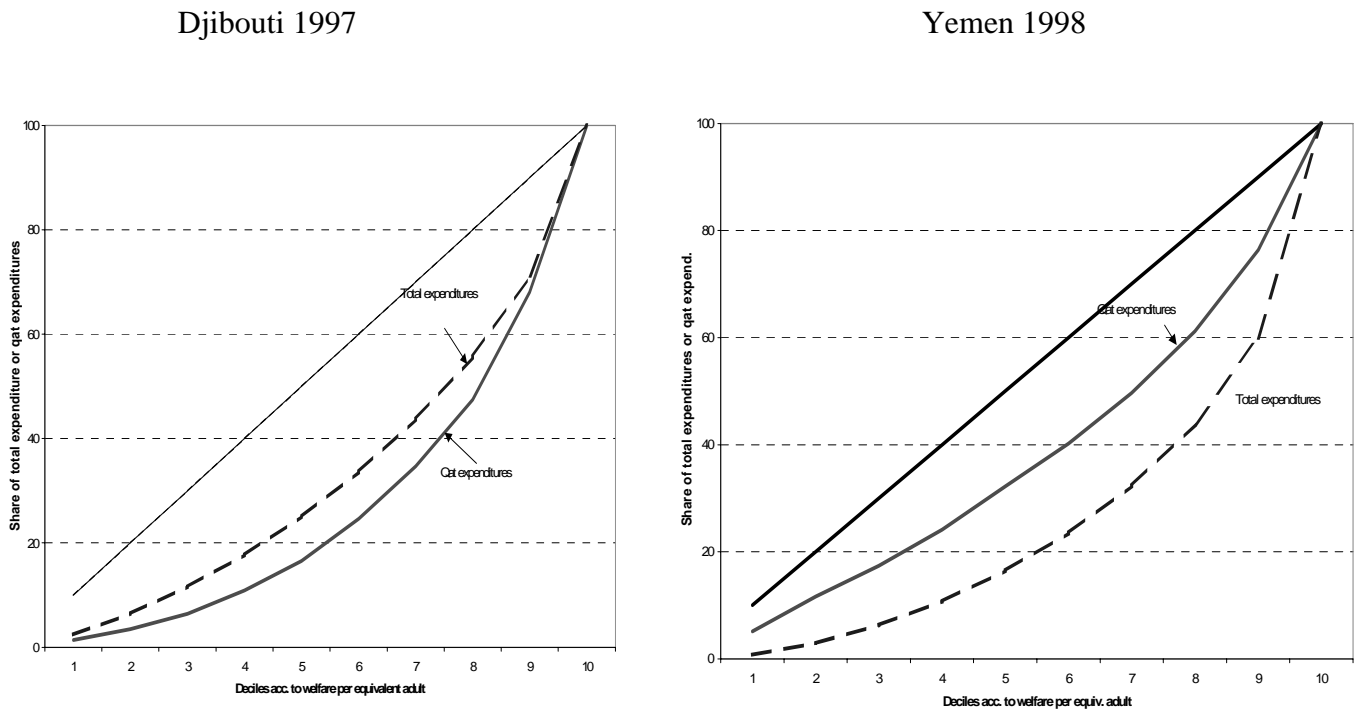 Djibouti 1997
Share of total expenditure or qat expenditures
100
80
60
40
20
0
Total expenditures
Qat expenditures
1 2 3 4 5 6 7 8 9 10
Deciles acc. to welfare per equivalent adult
Yemen 1998
Share of total expenditures or qat expend.
100
80
60
40
20
0
Qat expenditures
Total expenditures
1 2 3 4 5 6 7 8 9 10
Deciles acc. to welfare per equiv. adult